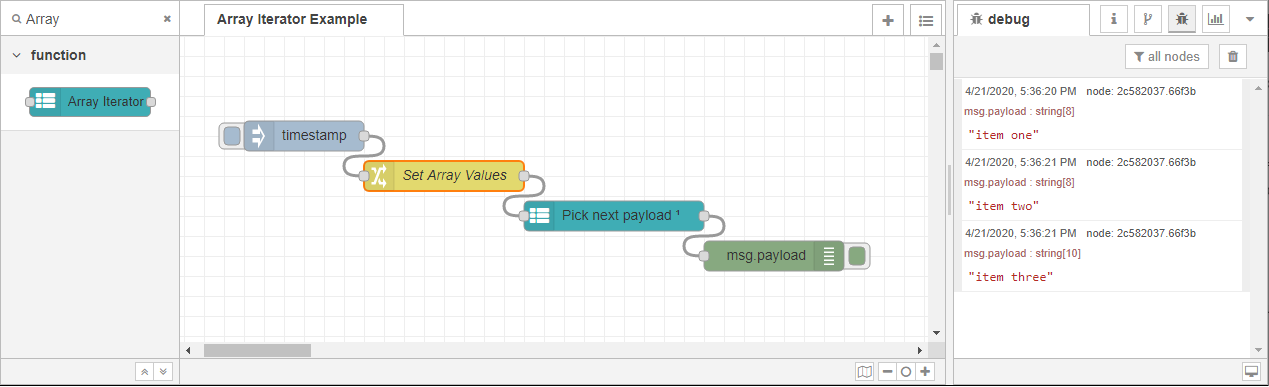 Array
function
Array Iterator
Array Iterator Example
timestamp
Set Array Values
Pick next payload ¹
msg.payload
debug
all nodes
4/21/2020, 5:36:20 PM node: 2c582037.66f3b
msg.payload : string[8]
"item one"
4/21/2020, 5:36:21 PM node: 2c582037.66f3b
msg.payload : string[8]
"item two"
4/21/2020, 5:36:21 PM node: 2c582037.66f3b
msg.payload : string[10]
"item three"